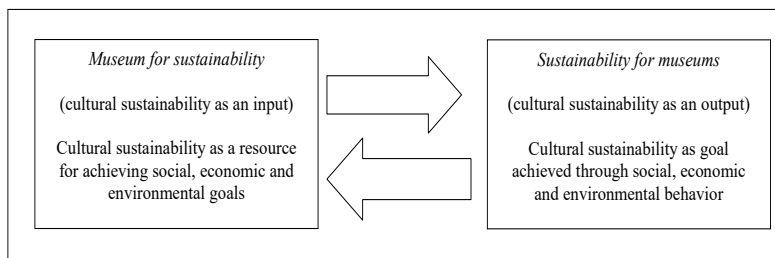 Museum for sustainability
(cultural sustainability as an input)
Cultural sustainability as a resource
for achieving social, economic and
environmental goals
Sustainability for museums
(cultural sustainability as an output)
Cultural sustainability as goal
achieved through social, economic
and environmental behavior